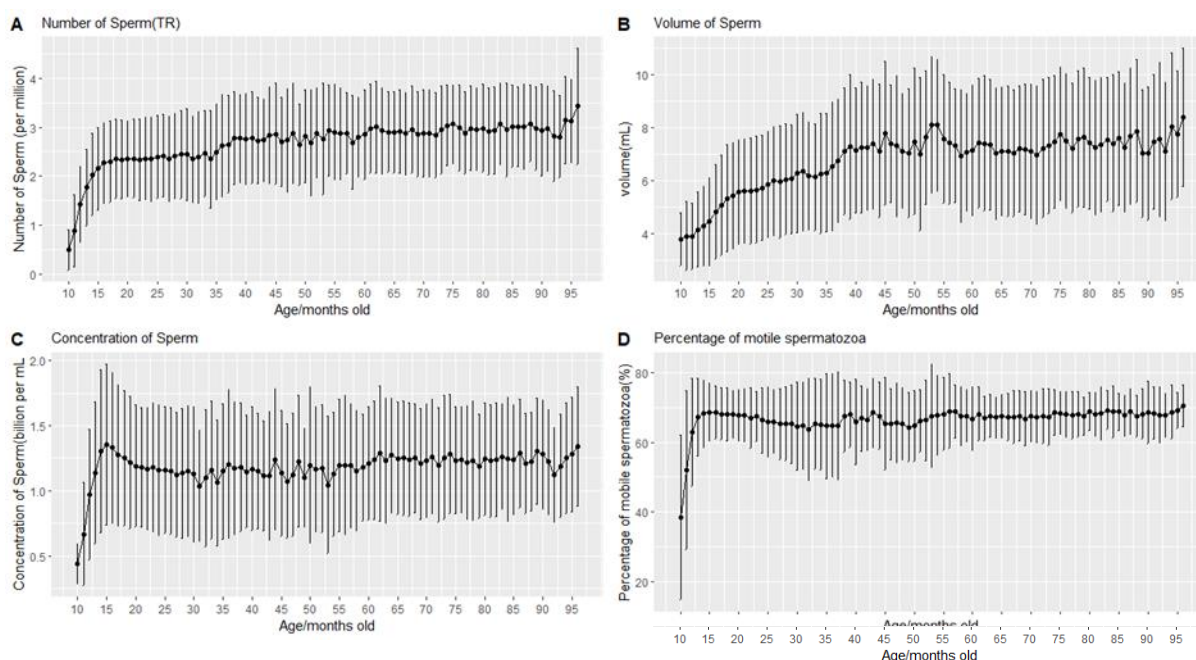 A Number of Sperm(TR)
Number of Sperm (per million)
4
3
2
1
0
10 15 20 25 30 35 40 45 50 55 60 65 70 75 80 85 90 95
Age/months old
B Volume of Sperm
volume(mL)
10
8
6
4
10 15 20 25 30 35 40 45 50 55 60 65 70 75 80 85 90 95
Age/months old
C Concentration of Sperm
Concentration of Sperm(billion per mL
2.0
1.5
1.0
0.5
10 15 20 25 30 35 40 45 50 55 60 65 70 75 80 85 90 95
Age/months old
D Percentage of motile spermatozoa
Percentage of mobile spermatozoa(%)
80
60
40
20
Age/months old
10 15 20 25 30 35 40 45 50 55 60 65 70 75 80 85 90 95
Age/months old